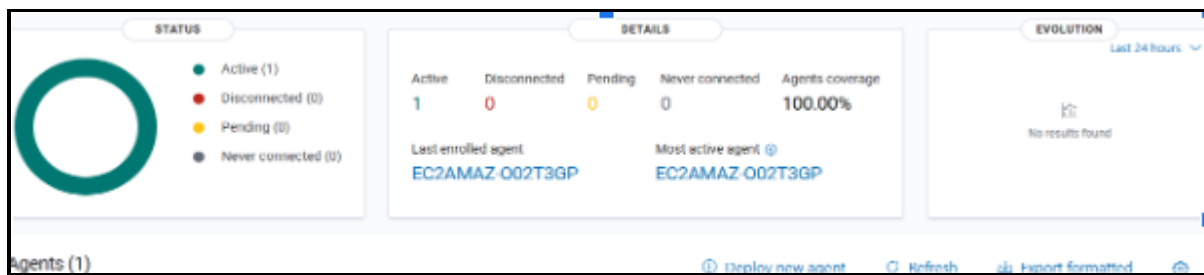 STATUS
Active (1)
Disconnected (0)
Pending (0)
Never connected (0)
DETAILS
Active Disconnected Pending Never connected Agents coverage
1 0 0 0 100.00%
Last enrolled agent Most active agent
EC2AMAZ-O02T3GP EC2AMAZ-O02T3GP
EVOLUTION
Last 24 hours
No results found
Agents (1)
Deploy new agent Refresh Export formatted